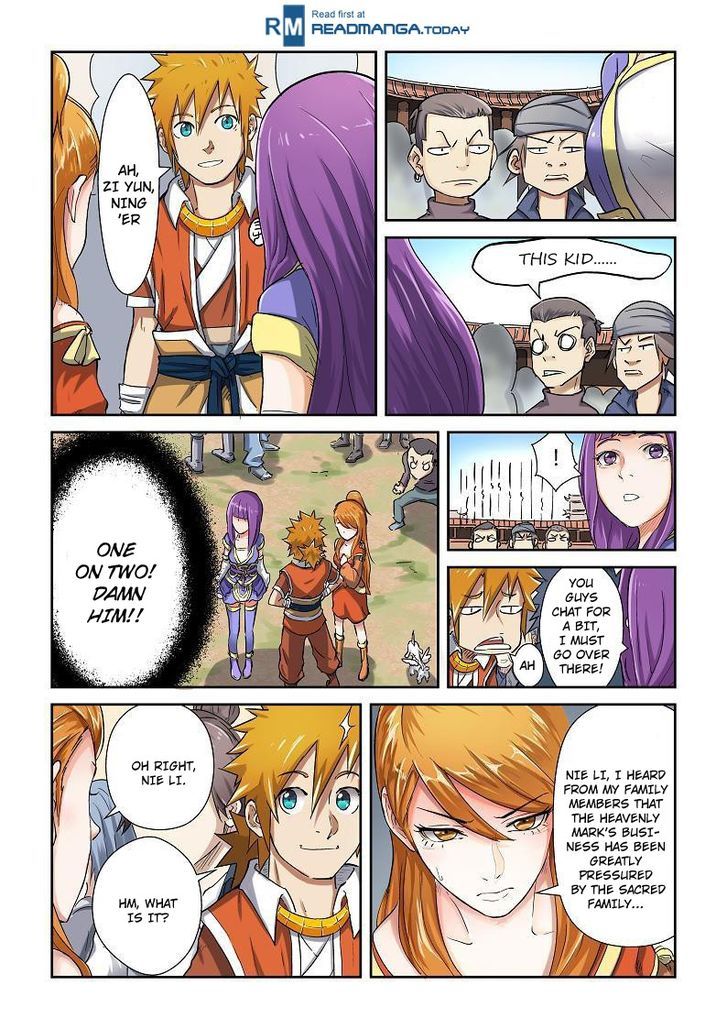 Read first at
RM READMANGA.TODAY
AH,
ZI YUN,
NING
'ER
THIS KID......
ONE
ON TWO!
DAMN
HIM!!
!
AH
YOU
GUYS
CHAT FOR
A BIT,
I MUST
GO OVER
THERE!
OH RIGHT,
NIE LI.
HM, WHAT
IS IT?
NIE LI, I HEARD
FROM MY FAMILY
MEMBERS THAT
THE HEAVENLY
MARK'S BUSI-
NESS HAS BEEN
GREATLY
PRESSURED
BY THE SACRED
FAMILY...